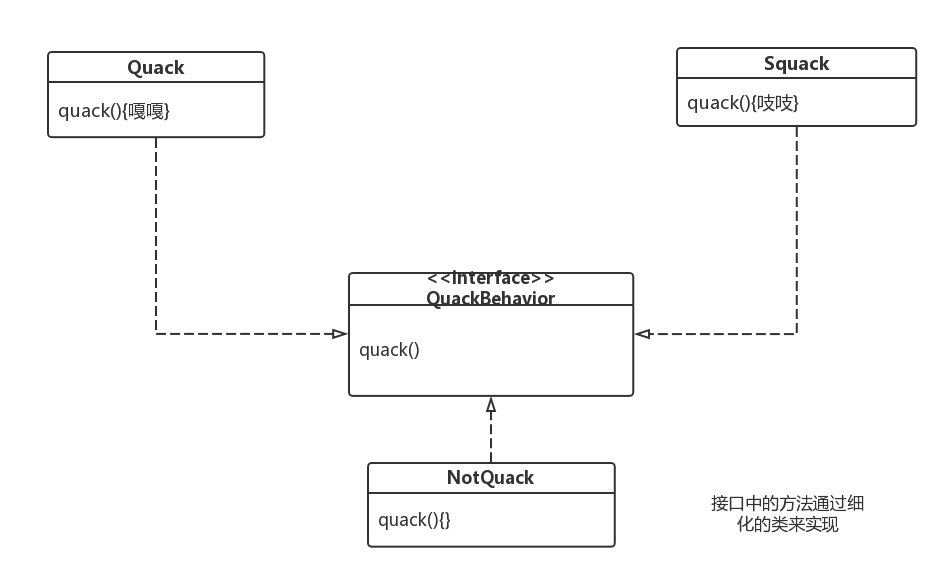 Quack
quack(){嘎嘎}
Squack
quack(){吱吱}
<<Interface>>
QuackBehavior
quack()
NotQuack
quack(){}
接口中的方法通过细
化的类来实现